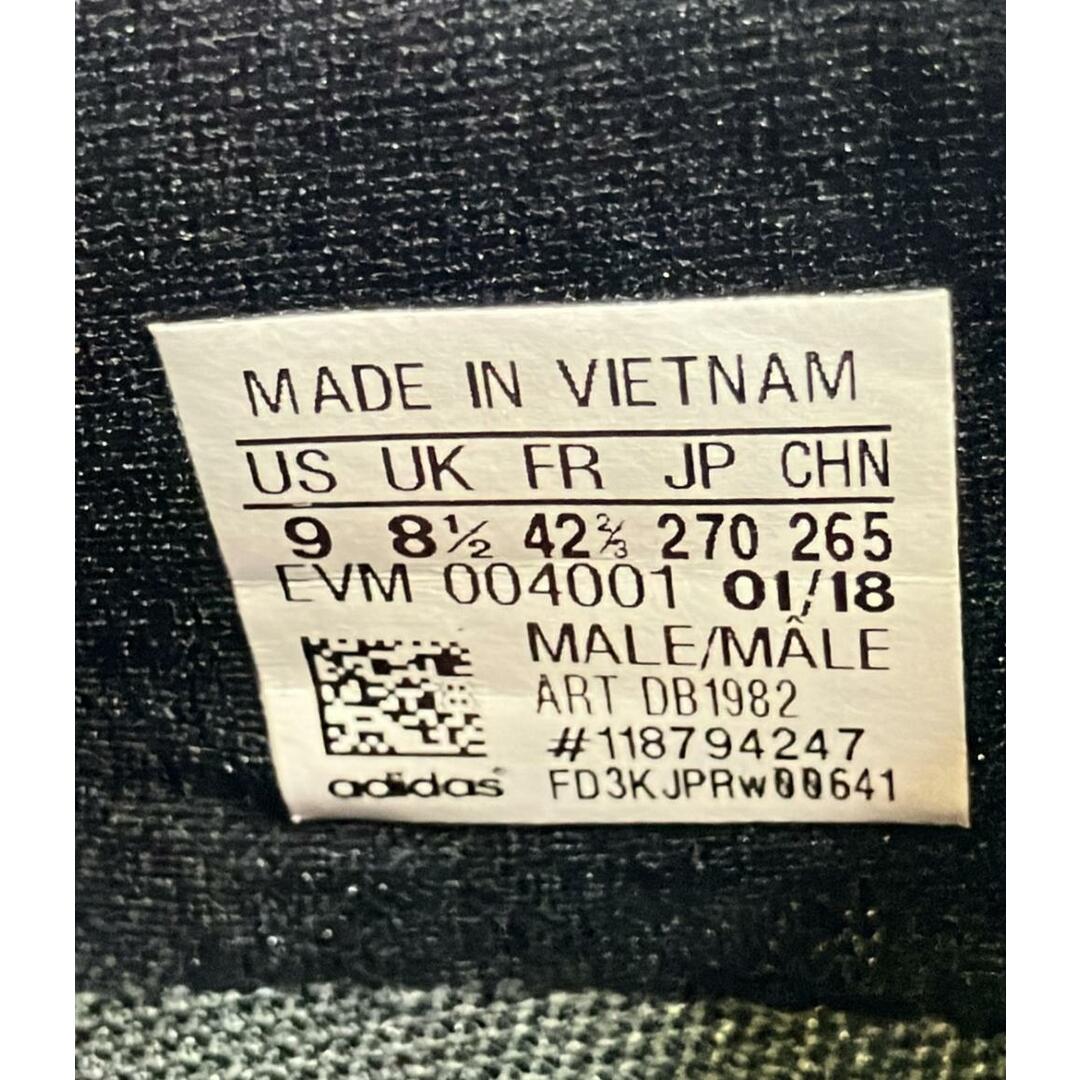 MADE IN VIETNAM
US UK FR JP CHN
9 8½ 42⅔ 270 265
EVM 004001 01/18
MALE/MÂLE
ART DB1982
#118794247
adidas FD3KJPRW00641